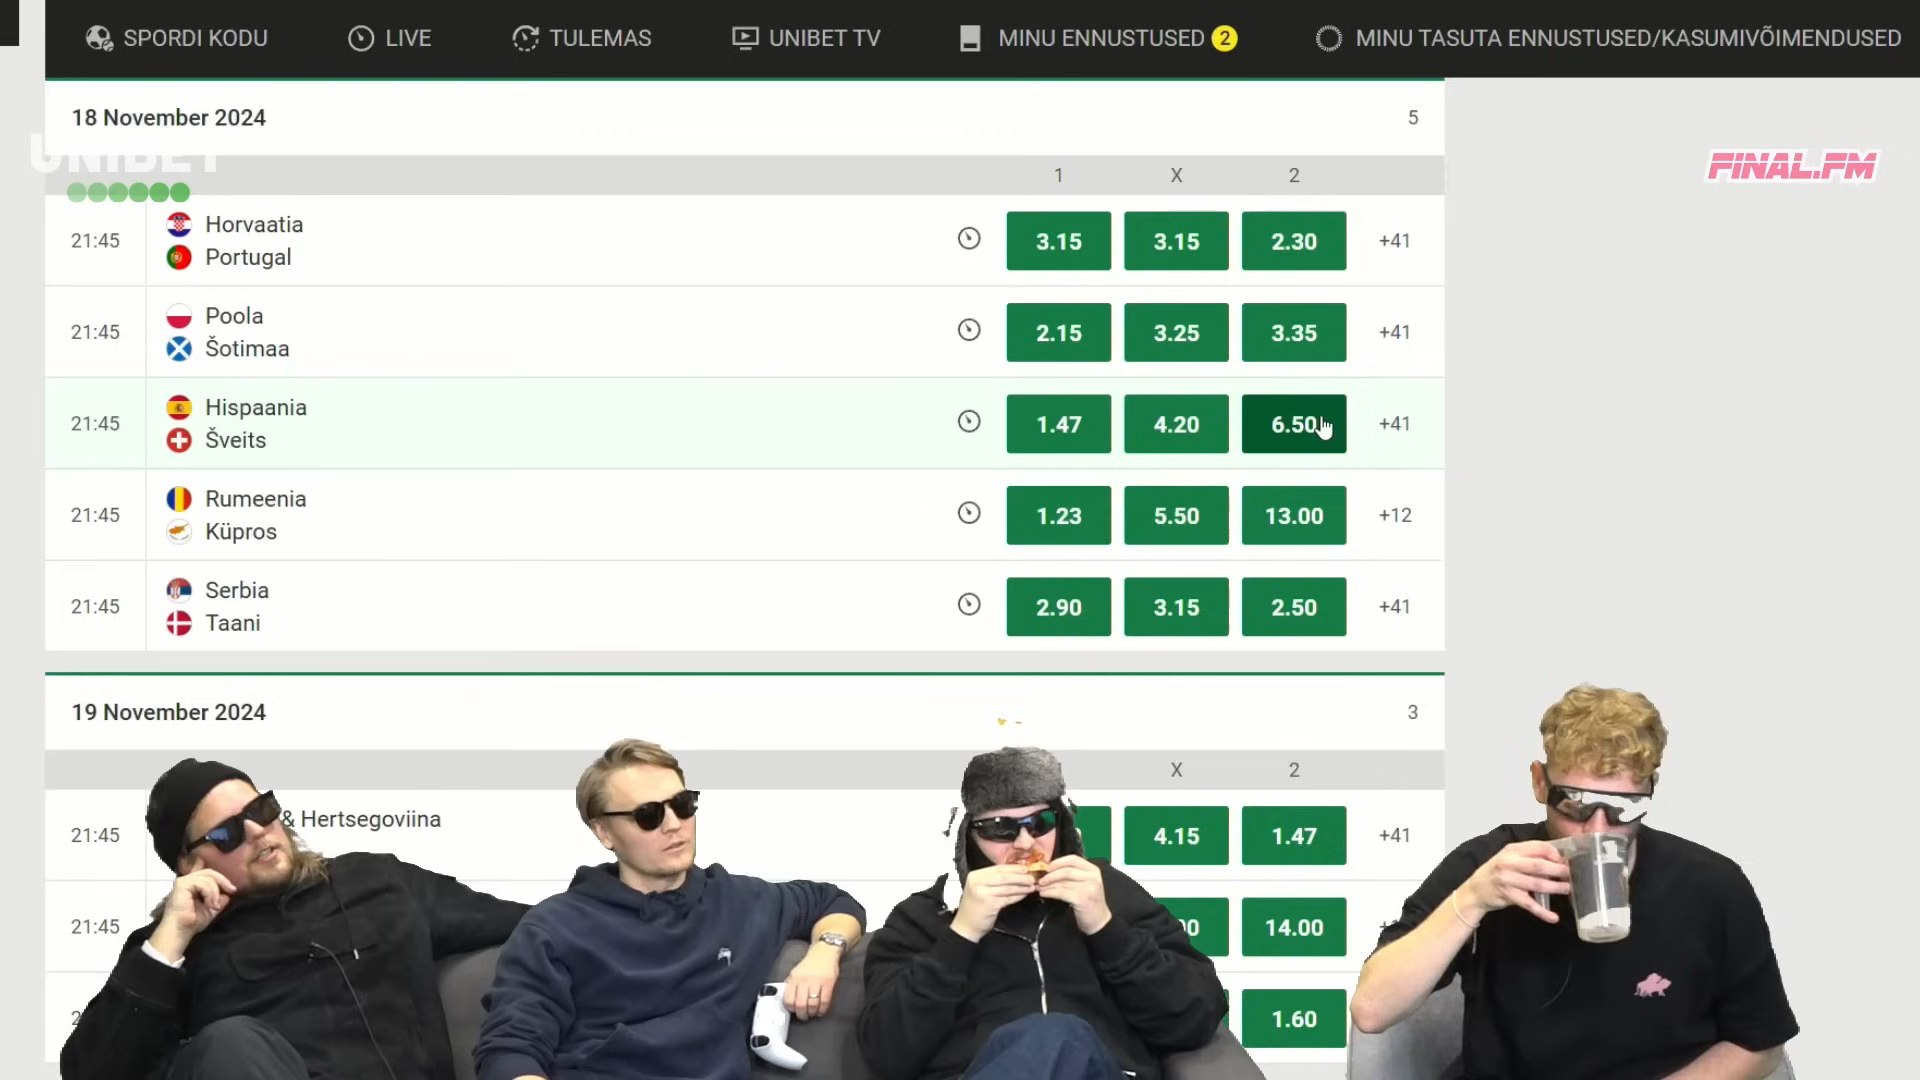 SPORDI KODU LIVE TULEMAS UNIBET TV MINU ENNUSTUSED 2 MINU TASUTA ENNUSTUSED/KASUMIVÕIMENDUSED
18 November 2024 5
UNIBET
FINAL.FM
1 X 2
21:45 Horvaatia 3.15 3.15 2.30 +41
Portugal
21:45 Poola 2.15 3.25 3.35 +41
Šotimaa
21:45 Hispaania 1.47 4.20 6.50 +41
Šveits
21:45 Rumeenia 1.23 5.50 13.00 +12
Küpros
21:45 Serbia 2.90 3.15 2.50 +41
Taani
19 November 2024 3
X 2
21:45 & Hertsegoviina 4.15 1.47 +41
21:45 14.00
1.60